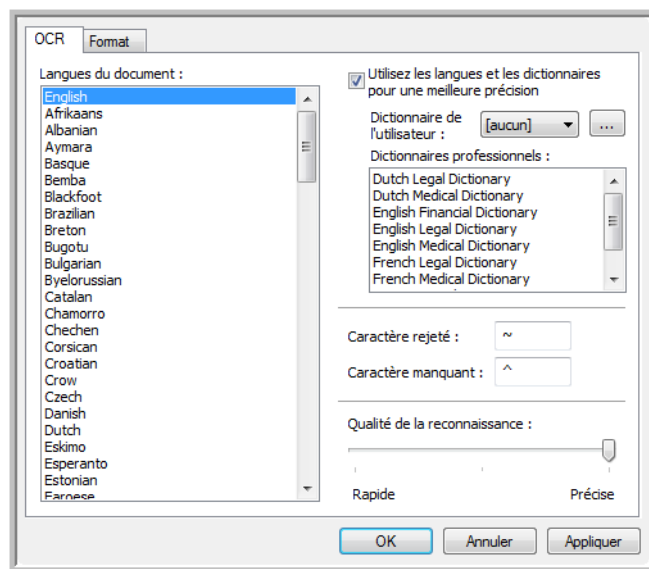 OCR Format
Langues du document :
English
Afrikaans
Albanian
Aymara
Basque
Bemba
Blackfoot
Brazilian
Breton
Bugotu
Bulgarian
Byelorussian
Catalan
Chamorro
Chechen
Corsican
Croatian
Crow
Czech
Danish
Dutch
Eskimo
Esperanto
Estonian
Faroese
Utilisez les langues et les dictionnaires
pour une meilleure précision
Dictionnaire de
l'utilisateur :
[aucun] ...
Dictionnaires professionnels :
Dutch Legal Dictionary
Dutch Medical Dictionary
English Financial Dictionary
English Legal Dictionary
English Medical Dictionary
French Legal Dictionary
French Medical Dictionary
Caractère rejeté : ~
Caractère manquant : ^
Qualité de la reconnaissance :
Rapide Précise
OK Annuler Appliquer